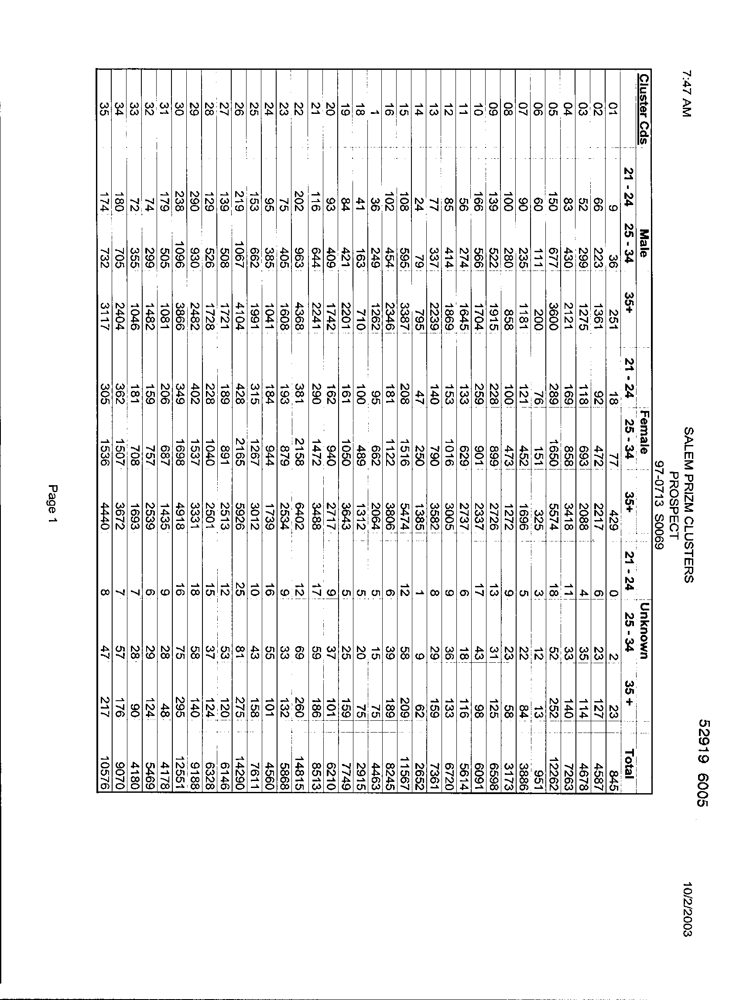 7:47 AM
SALEM PRIZM CLUSTERS
PROSPECT
97-0713 S0069
10/2/2003
52919 6005
Male Female Unknown
Cluster Cds 21 - 24 25 - 34 35+ 21 - 24 25 - 34 35+ 21 - 24 25 - 34 35 + Total
01 9 36 251 18 77 429 0 2 23 845
02 66 223 1361 92 472 2217 6 23 127 4587
03 52 299 1275 118 693 2088 4 35 114 4678
04 83 430 2121 169 858 3418 11 33 140 7263
05 150 677 3600 289 1650 5574 18 52 252 12262
06 60 111 200 76 151 325 3 12 13 951
07 90 235 1181 121 452 1696 5 22 84 3886
08 100 280 858 100 473 1272 9 23 58 3173
09 139 522 1915 228 899 2726 13 31 125 6598
10 166 566 1704 259 901 2337 17 43 98 6091
11 56 274 1645 133 629 2737 6 18 116 5614
12 85 414 1869 153 1016 3005 9 36 133 6720
13 77 337 2239 140 790 3582 8 29 159 7361
14 24 79 795 47 250 1385 1 9 62 2652
15 108 595 3387 208 1516 5474 12 58 209 11567
16 102 454 2346 181 1122 3806 6 39 189 8245
1 36 249 1262 95 662 2064 5 15 75 4463
18 41 163 710 100 489 1312 5 20 75 2915
19 84 421 2201 161 1050 3643 5 25 159 7749
20 93 409 1742 162 940 2717 9 37 101 6210
21 116 644 2241 290 1472 3488 17 59 186 8513
22 202 963 4368 381 2158 6402 12 69 260 14815
23 75 405 1608 193 879 2534 9 33 132 5868
24 95 385 1041 184 944 1739 16 55 101 4560
25 153 662 1991 315 1267 3012 10 43 158 7611
26 219 1067 4104 428 2165 5926 25 81 275 14290
27 139 508 1721 189 891 2513 12 53 120 6146
28 129 526 1728 228 1040 2501 15 37 124 6328
29 290 930 2482 402 1537 3331 18 58 140 9188
30 238 1096 3866 349 1698 4918 16 75 295 12551
31 179 505 1081 206 687 1435 9 28 48 4178
32 74 299 1482 159 757 2539 6 29 124 5469
33 72 355 1046 181 708 1693 7 28 90 4180
34 180 705 2404 362 1507 3672 7 57 176 9070
35 174 732 3117 305 1536 4440 8 47 217 10576
Page 1